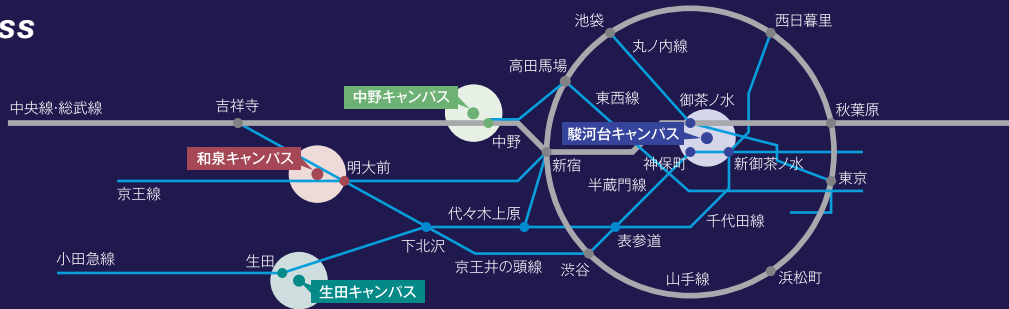 ss
池袋
西日暮里
丸ノ内線
高田馬場
中野キャンパス
東西線
御茶ノ水
中央線・総武線
吉祥寺
秋葉原
駿河台キャンパス
中野
和泉キャンパス
明大前
新宿
神保町
新御茶ノ水
東京
半蔵門線
京王線
代々木上原
千代田線
下北沢
表参道
小田急線
生田
京王井の頭線
渋谷
山手線
浜松町
生田キャンパス